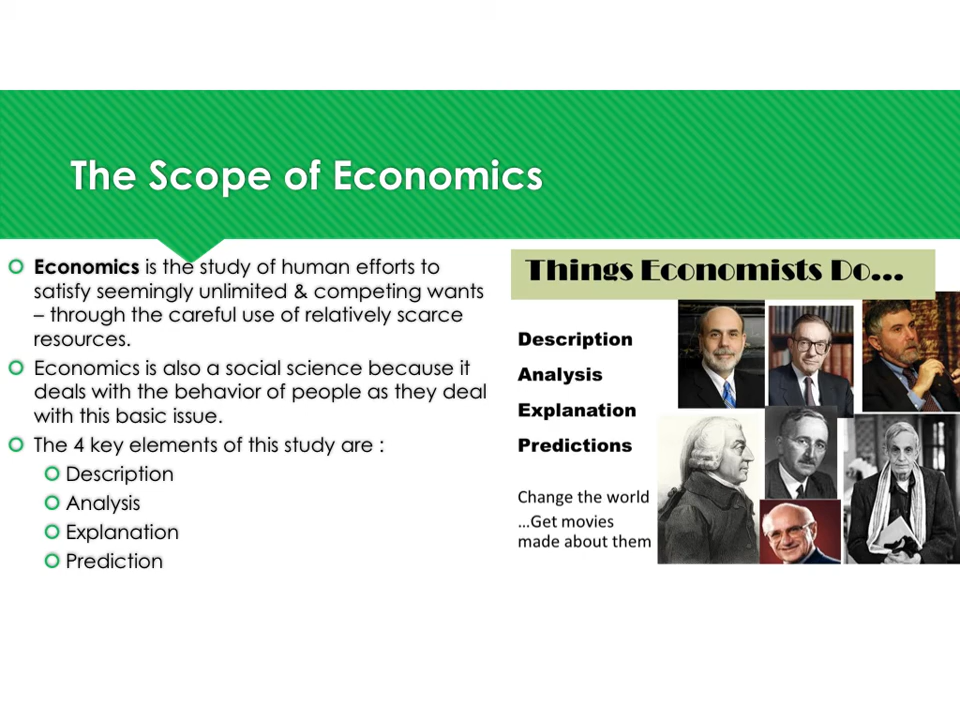 The Scope of Economics
Economics is the study of human efforts to
satisfy seemingly unlimited & competing wants
– through the careful use of relatively scarce
resources.
Economics is also a social science because it
deals with the behavior of people as they deal
with this basic issue.
The 4 key elements of this study are :
Description
Analysis
Explanation
Prediction
Things Economists Do...
Description
Analysis
Explanation
Predictions
Change the world
...Get movies
made about them